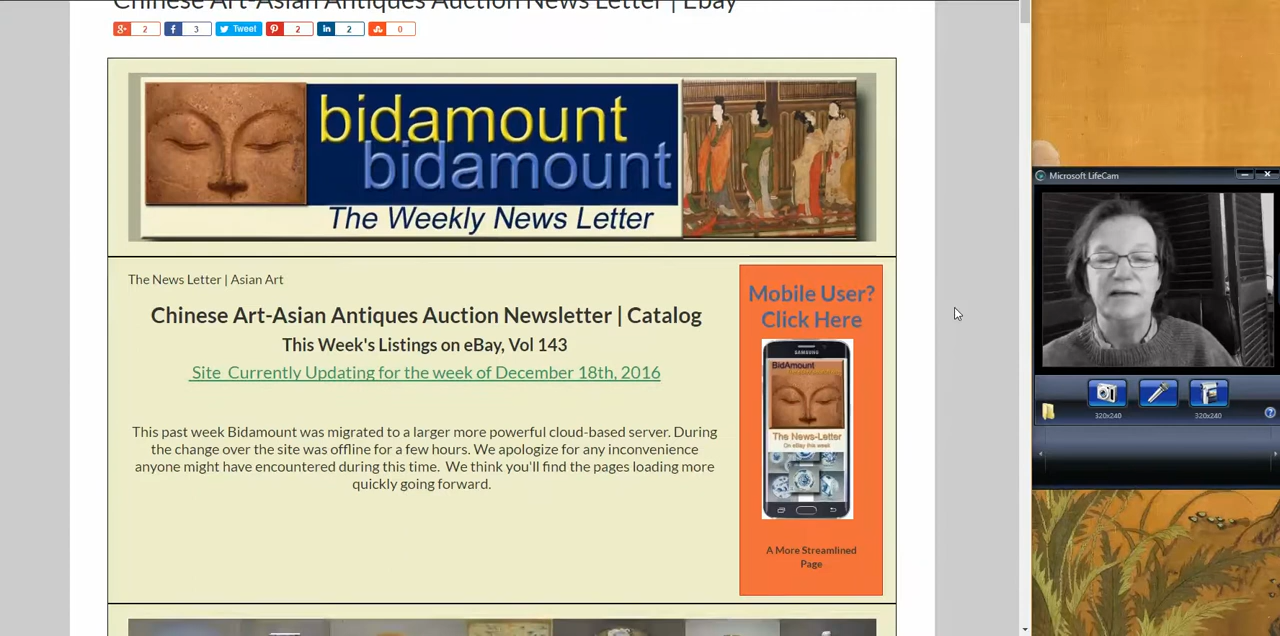 Chinese Art-Asian Antiques Auction News Letter | Ebay
2
3
Tweet
2
2
0
bidamount
bidamount
The Weekly News Letter
The News Letter | Asian Art
Chinese Art-Asian Antiques Auction Newsletter | Catalog
This Week's Listings on eBay, Vol 143
Site Currently Updating for the week of December 18th, 2016
This past week Bidamount was migrated to a larger more powerful cloud-based server. During
the change over the site was offline for a few hours. We apologize for any inconvenience
anyone might have encountered during this time. We think you'll find the pages loading more
quickly going forward.
Mobile User?
Click Here
SAMSUNG
BidAmount
The News-Letter
On eBay this week
A More Streamlined
Page
Microsoft LifeCam
320x240
320x240